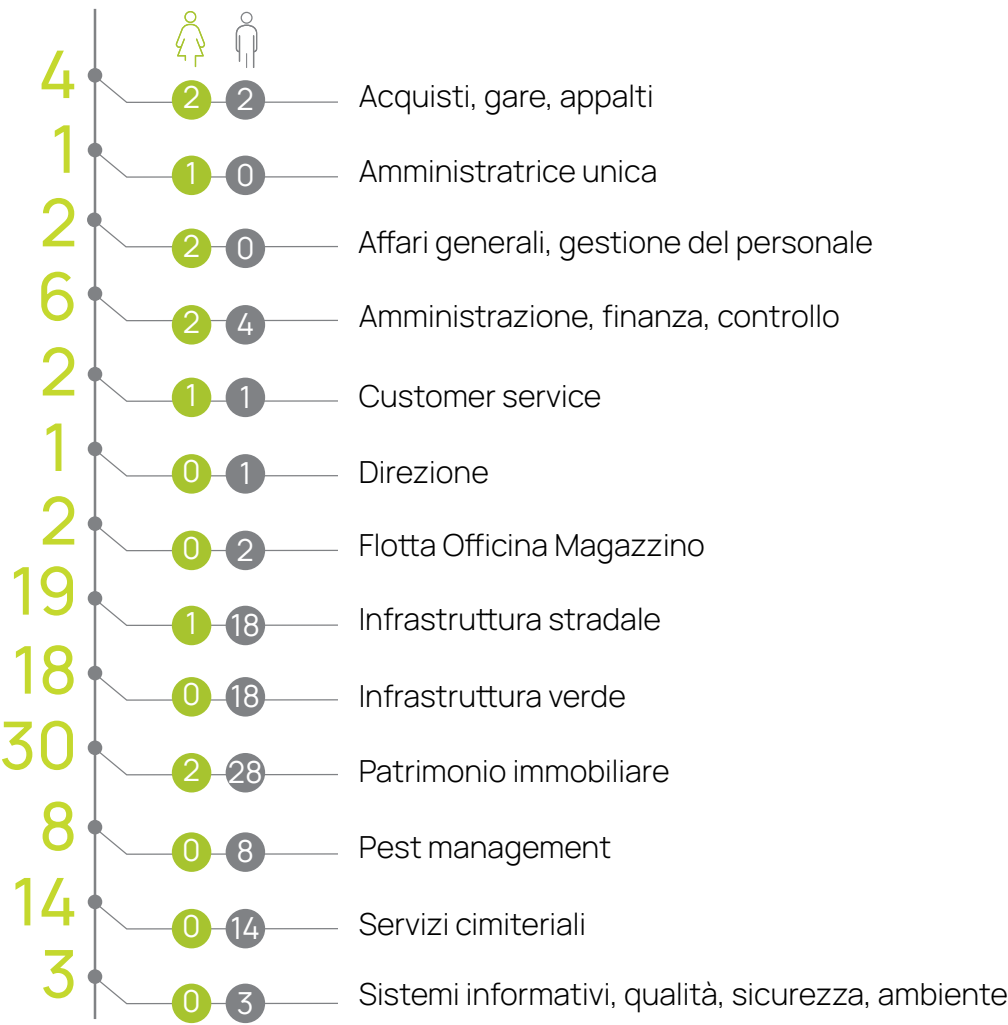 4 2 2 Acquisti, gare, appalti
1 1 0 Amministratrice unica
2 2 0 Affari generali, gestione del personale
6 2 4 Amministrazione, finanza, controllo
2 1 1 Customer service
1 0 1 Direzione
2 0 2 Flotta Officina Magazzino
19 1 18 Infrastruttura stradale
18 0 18 Infrastruttura verde
30 2 28 Patrimonio immobiliare
8 0 8 Pest management
14 0 14 Servizi cimiteriali
3 0 3 Sistemi informativi, qualità, sicurezza, ambiente